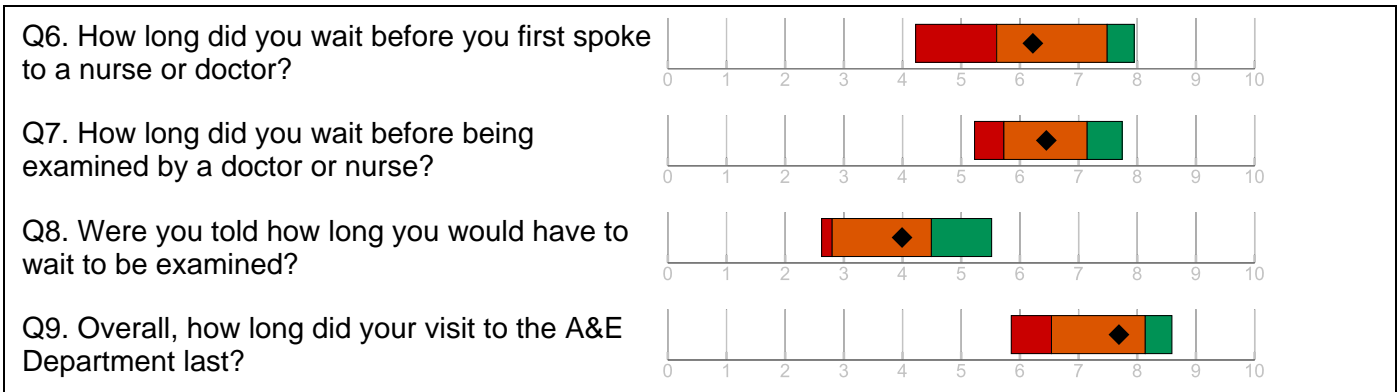 Q6. How long did you wait before you first spoke
to a nurse or doctor?
0 1 2 3 4 5 6 7 8 9 10
Q7. How long did you wait before being
examined by a doctor or nurse?
0 1 2 3 4 5 6 7 8 9 10
Q8. Were you told how long you would have to
wait to be examined?
0 1 2 3 4 5 6 7 8 9 10
Q9. Overall, how long did your visit to the A&E
Department last?
0 1 2 3 4 5 6 7 8 9 10